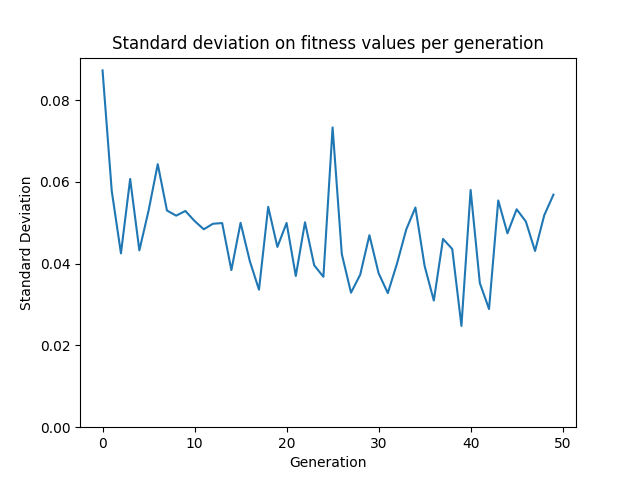 Standard deviation on fitness values per generation
Standard Deviation
0.08
0.06
0.04
0.02
0.00
0 10 20 30 40 50
Generation